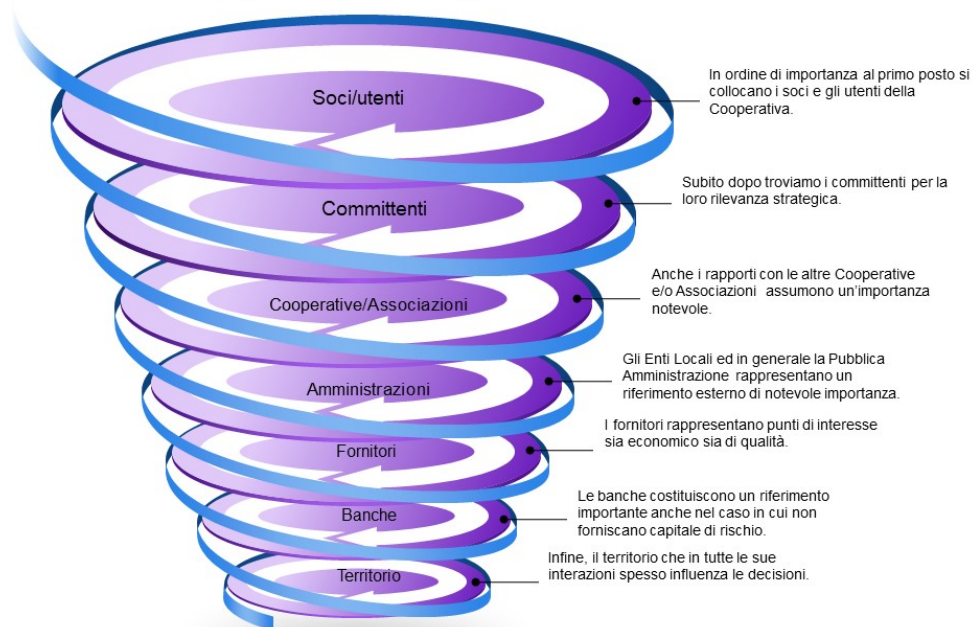 Soci/utenti
In ordine di importanza al primo posto si
collocano i soci e gli utenti della
Cooperativa.
Committenti
Subito dopo troviamo i committenti per la
loro rilevanza strategica.
Cooperative/Associazioni
Anche i rapporti con le altre Cooperative
e/o Associazioni assumono un'importanza
notevole.
Amministrazioni
Gli Enti Locali ed in generale la Pubblica
Amministrazione rappresentano un
riferimento esterno di notevole importanza.
Fornitori
I fornitori rappresentano punti di interesse
sia economico sia di qualità.
Banche
Le banche costituiscono un riferimento
importante anche nel caso in cui non
forniscano capitale di rischio.
Territorio
Infine, il territorio che in tutte le sue
interazioni spesso influenza le decisioni.